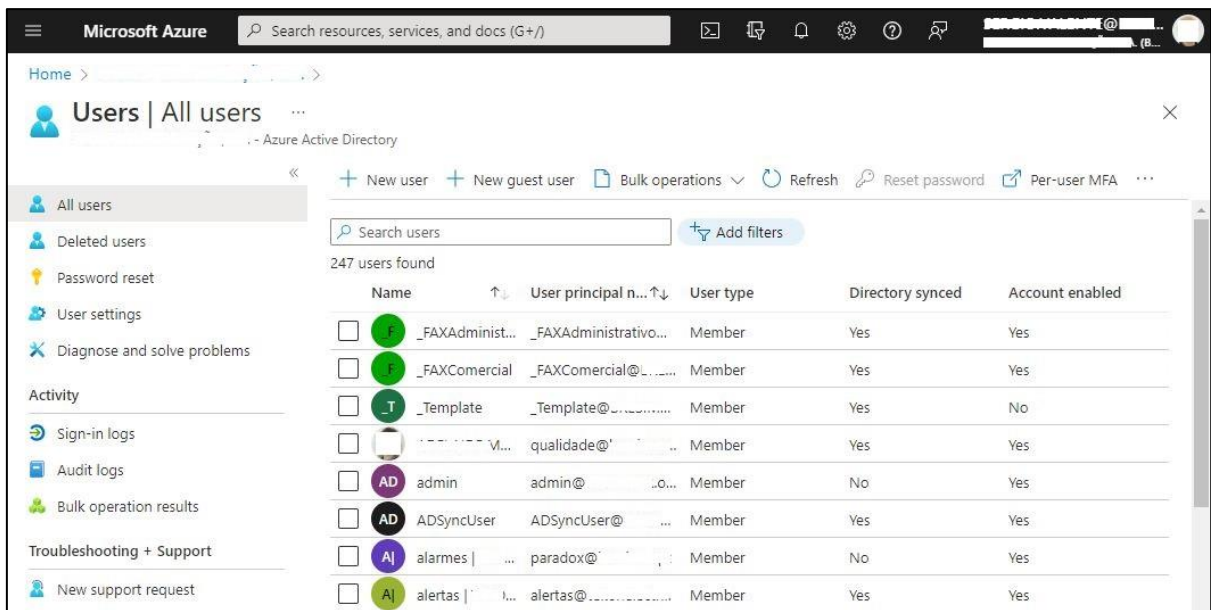 Microsoft Azure
Search resources, services, and docs (G+/)
Home >
>
Users | All users ...
- Azure Active Directory
New user New guest user Bulk operations Refresh Reset password Per-user MFA ...
All users
Deleted users
Password reset
User settings
Diagnose and solve problems
Activity
Sign-in logs
Audit logs
Bulk operation results
Troubleshooting + Support
New support request
Search users
Add filters
247 users found
Name User principal n... User type Directory synced Account enabled
_F _FAXAdminist... _FAXAdministrativo... Member Yes Yes
_F _FAXComercial _FAXComercial@ Member Yes Yes
_T _Template _Template@ Member Yes No
qualidade@ Member Yes Yes
AD admin admin@ Member No Yes
AD ADSyncUser ADSyncUser@ ... Member Yes Yes
A| alarmes | ... paradox@ Member No Yes
A| alertas | alertas@ Member Yes Yes